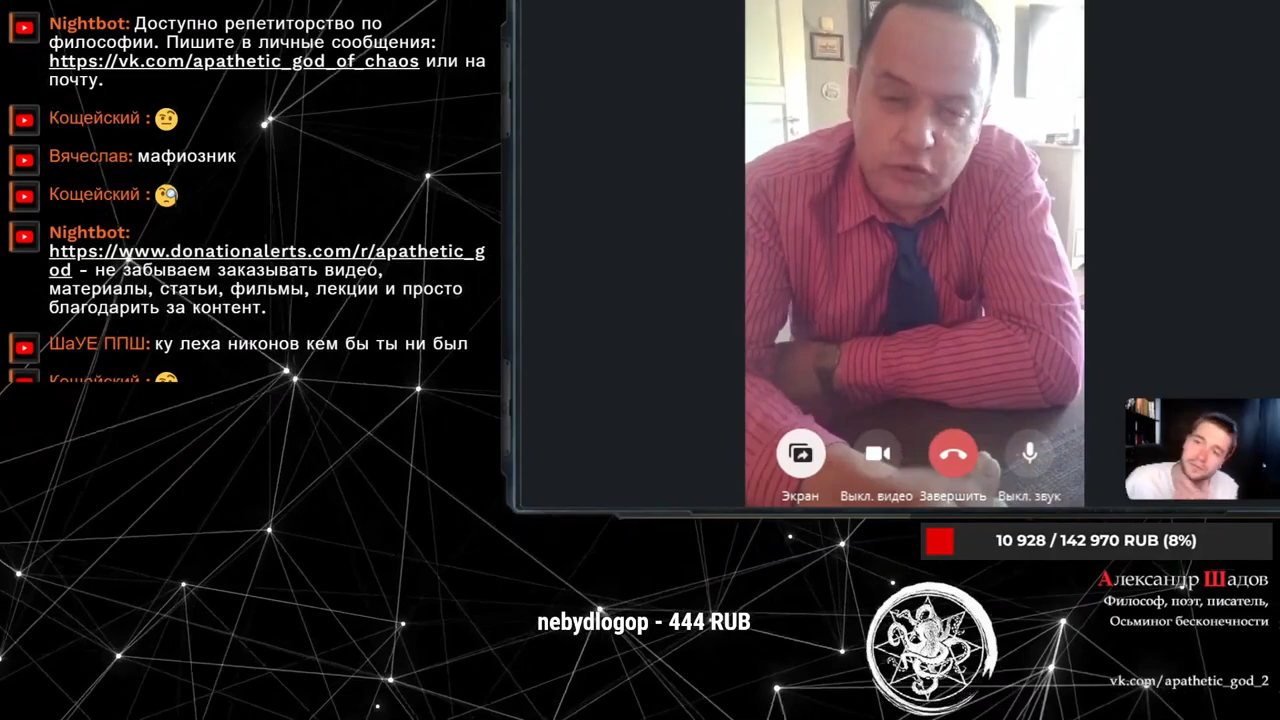 Nightbot: Доступно репетиторство по
философии. Пишите в личные сообщения:
https://vk.com/apathetic_god_of_chaos или на
почту.
Кощейский : 🤨
Вячеслав: мафиозник
Кощейский : 🧐
Nightbot:
https://www.donationalerts.com/r/apathetic_g
od - не забываем заказывать видео,
материалы, статьи, фильмы, лекции и просто
благодарить за контент.
ШаУЕ ППШ: ку леха никонов кем бы ты ни был
Кощейский : 🤨
Экран
Выкл. видео
Завершить
Выкл. звук
10 928 / 142 970 RUB (8%)
nebydlogop - 444 RUB
Александр Шадов
Философ, поэт, писатель,
Осьминог бесконечности
vk.com/apathetic_god_2